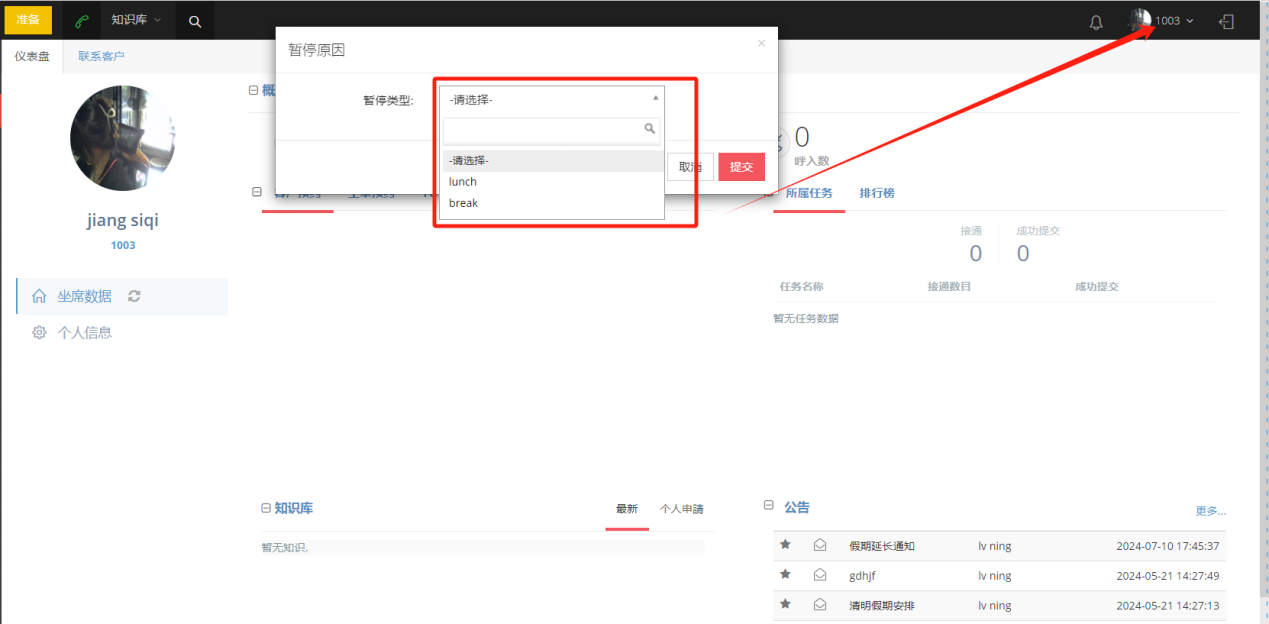 准备
知识库
1003
仪表盘
联系客户
暂停原因
×
概
暂停类型:
-请选择-
-请选择-
lunch
break
取消
提交
0
呼入数
jiang siqi
1003
坐席数据
个人信息
所属任务
排行榜
接通
成功提交
0
0
任务名称
接通数目
成功提交
暂无任务数据
知识库
最新
个人申請
暂无知识.
公告
更多...
假期延长通知 lv ning 2024-07-10 17:45:37
gdhjf lv ning 2024-05-21 14:27:49
清明假期安排 lv ning 2024-05-21 14:27:13